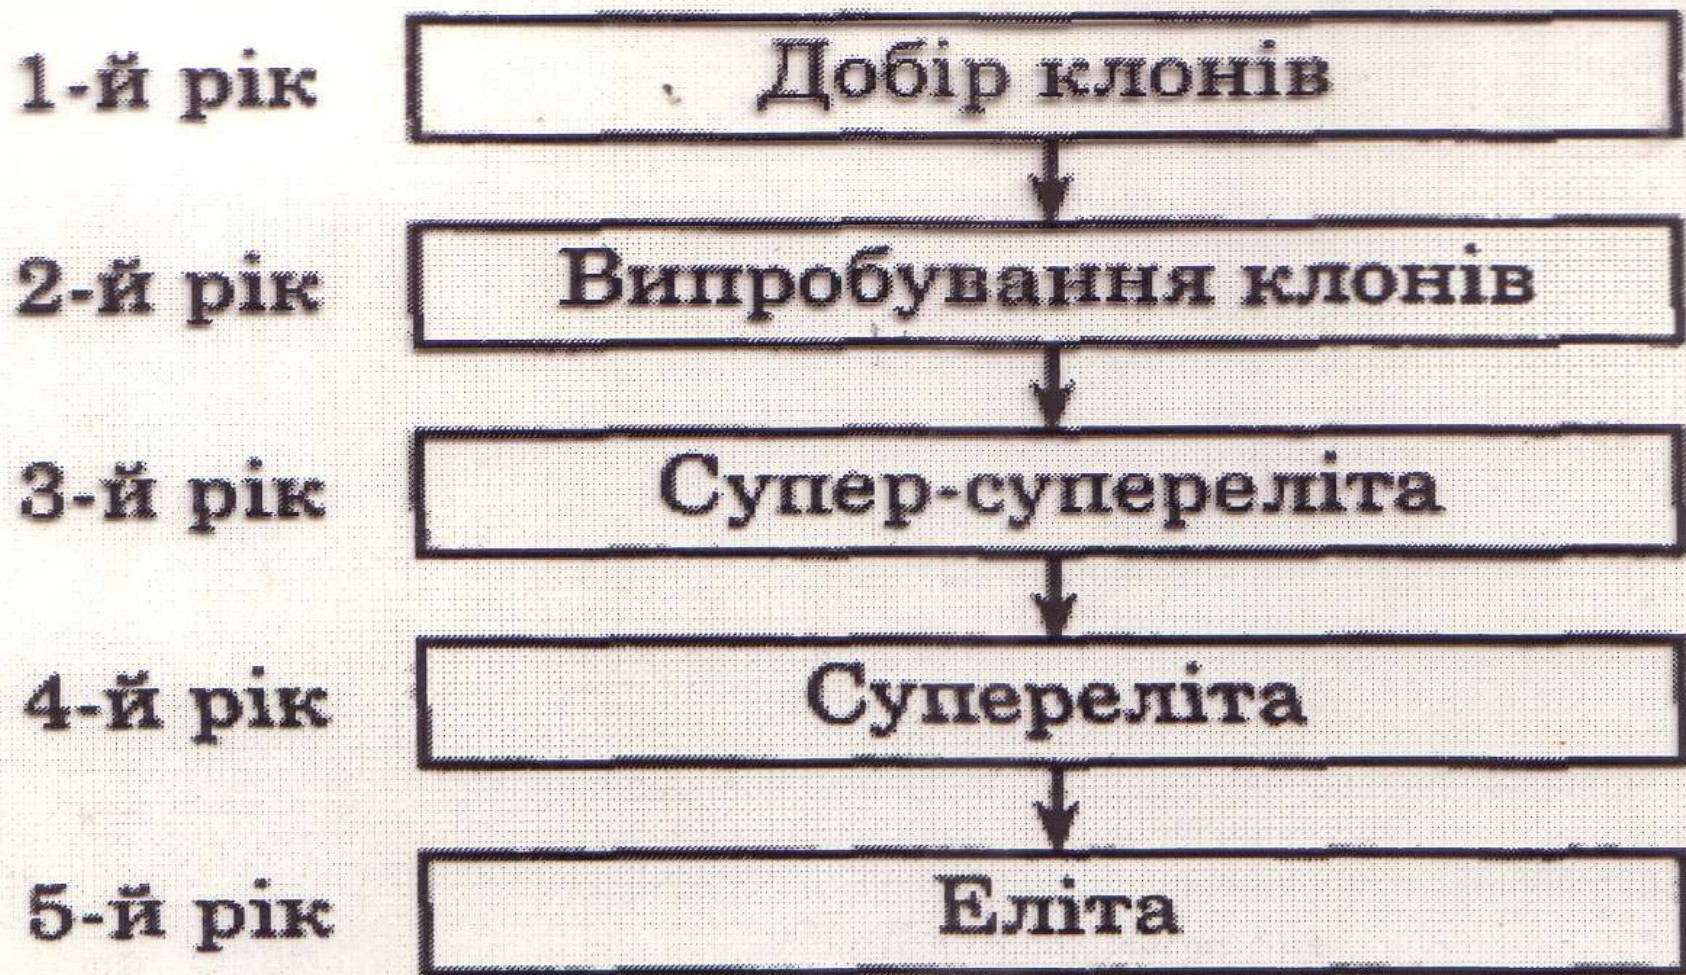 1-й рік Добір клонів
2-й рік Випробування клонів
3-й рік Супер-супереліта
4-й рік Супереліта
5-й рік Еліта